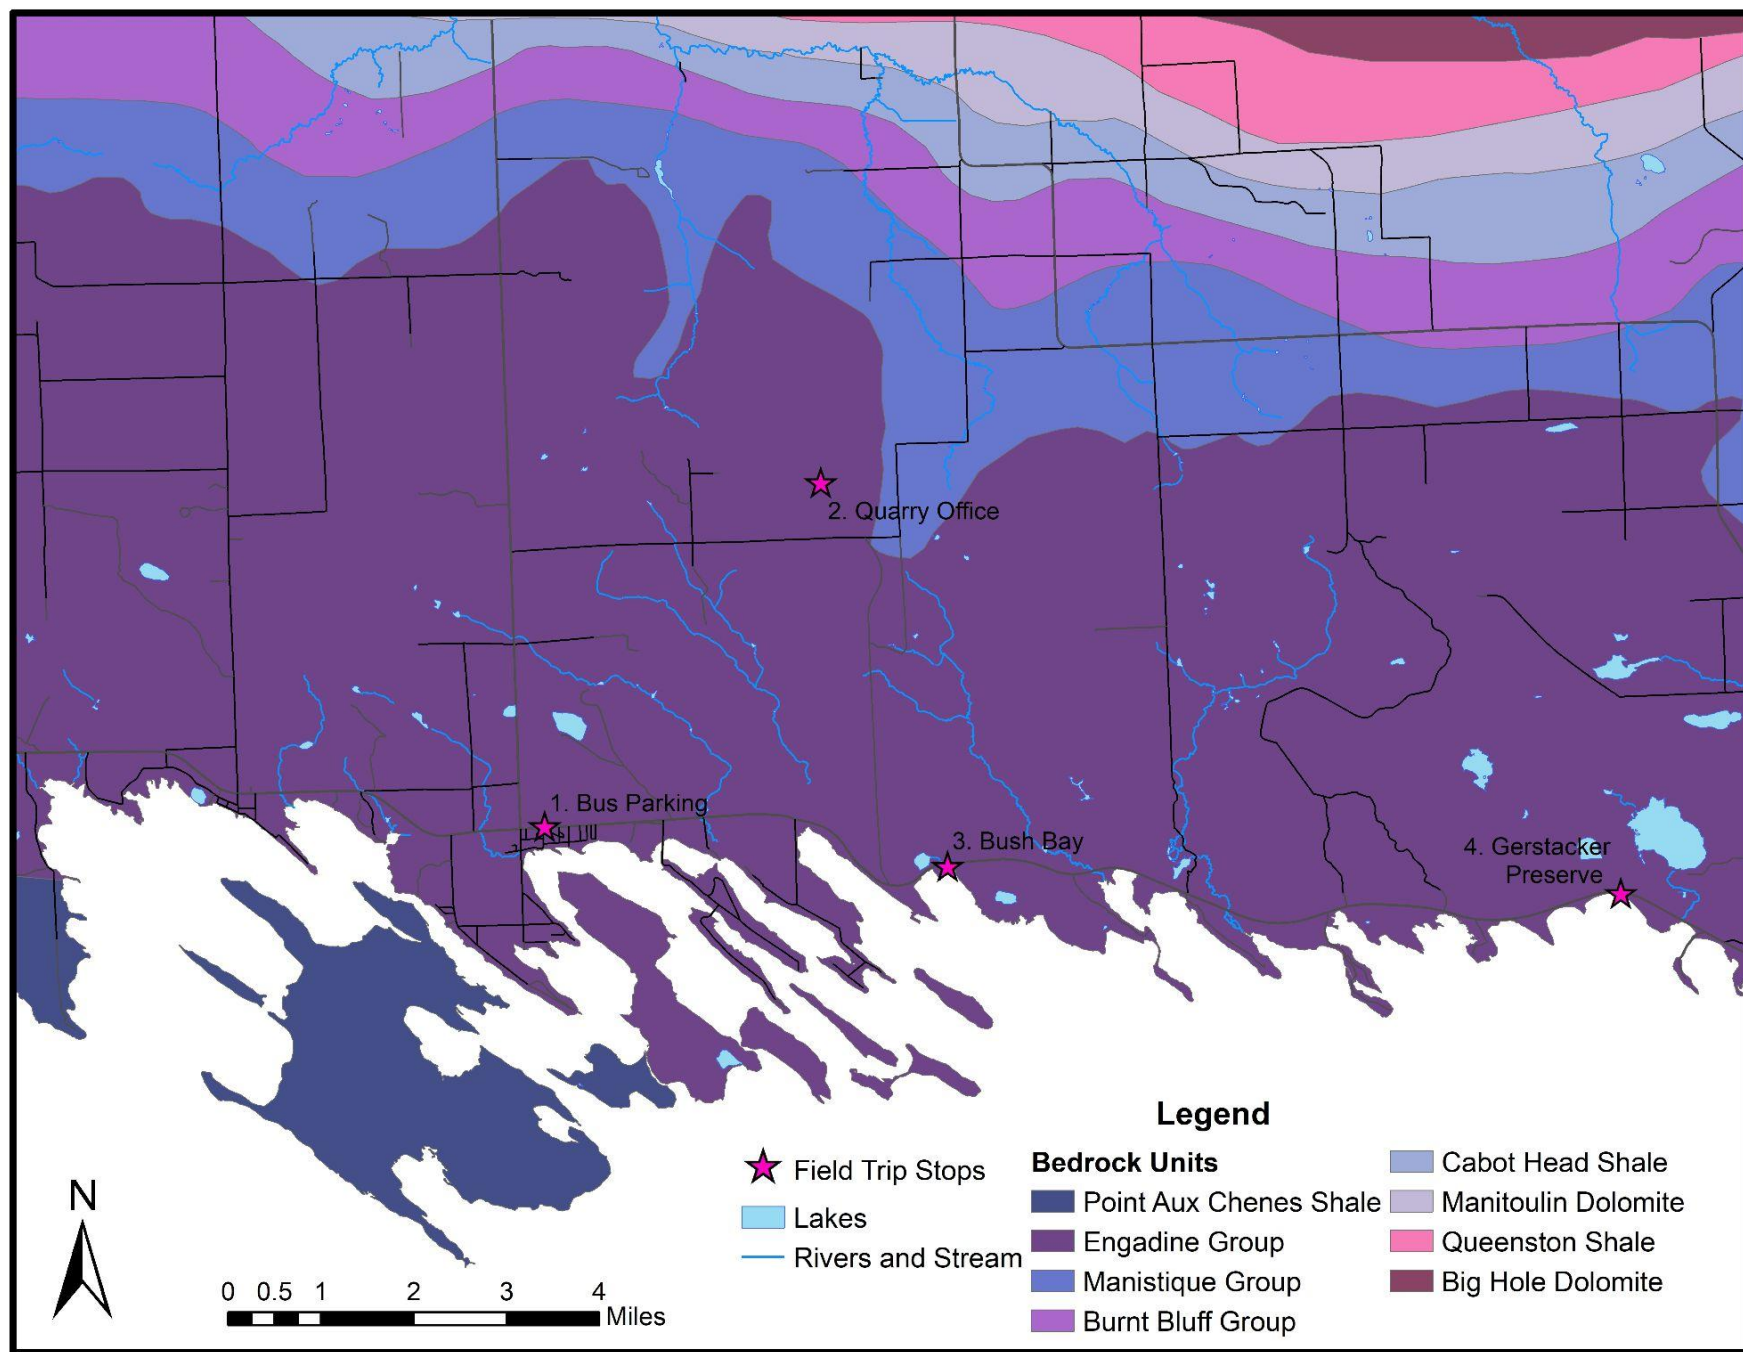 2. Quarry Office
1. Bus Parking
3. Bush Bay
4. Gerstacker
Preserve
N
0 0.5 1 2 3 4
Miles
Legend
Field Trip Stops
Lakes
Rivers and Stream
Bedrock Units
Point Aux Chenes Shale
Engadine Group
Manistique Group
Burnt Bluff Group
Cabot Head Shale
Manitoulin Dolomite
Queenston Shale
Big Hole Dolomite